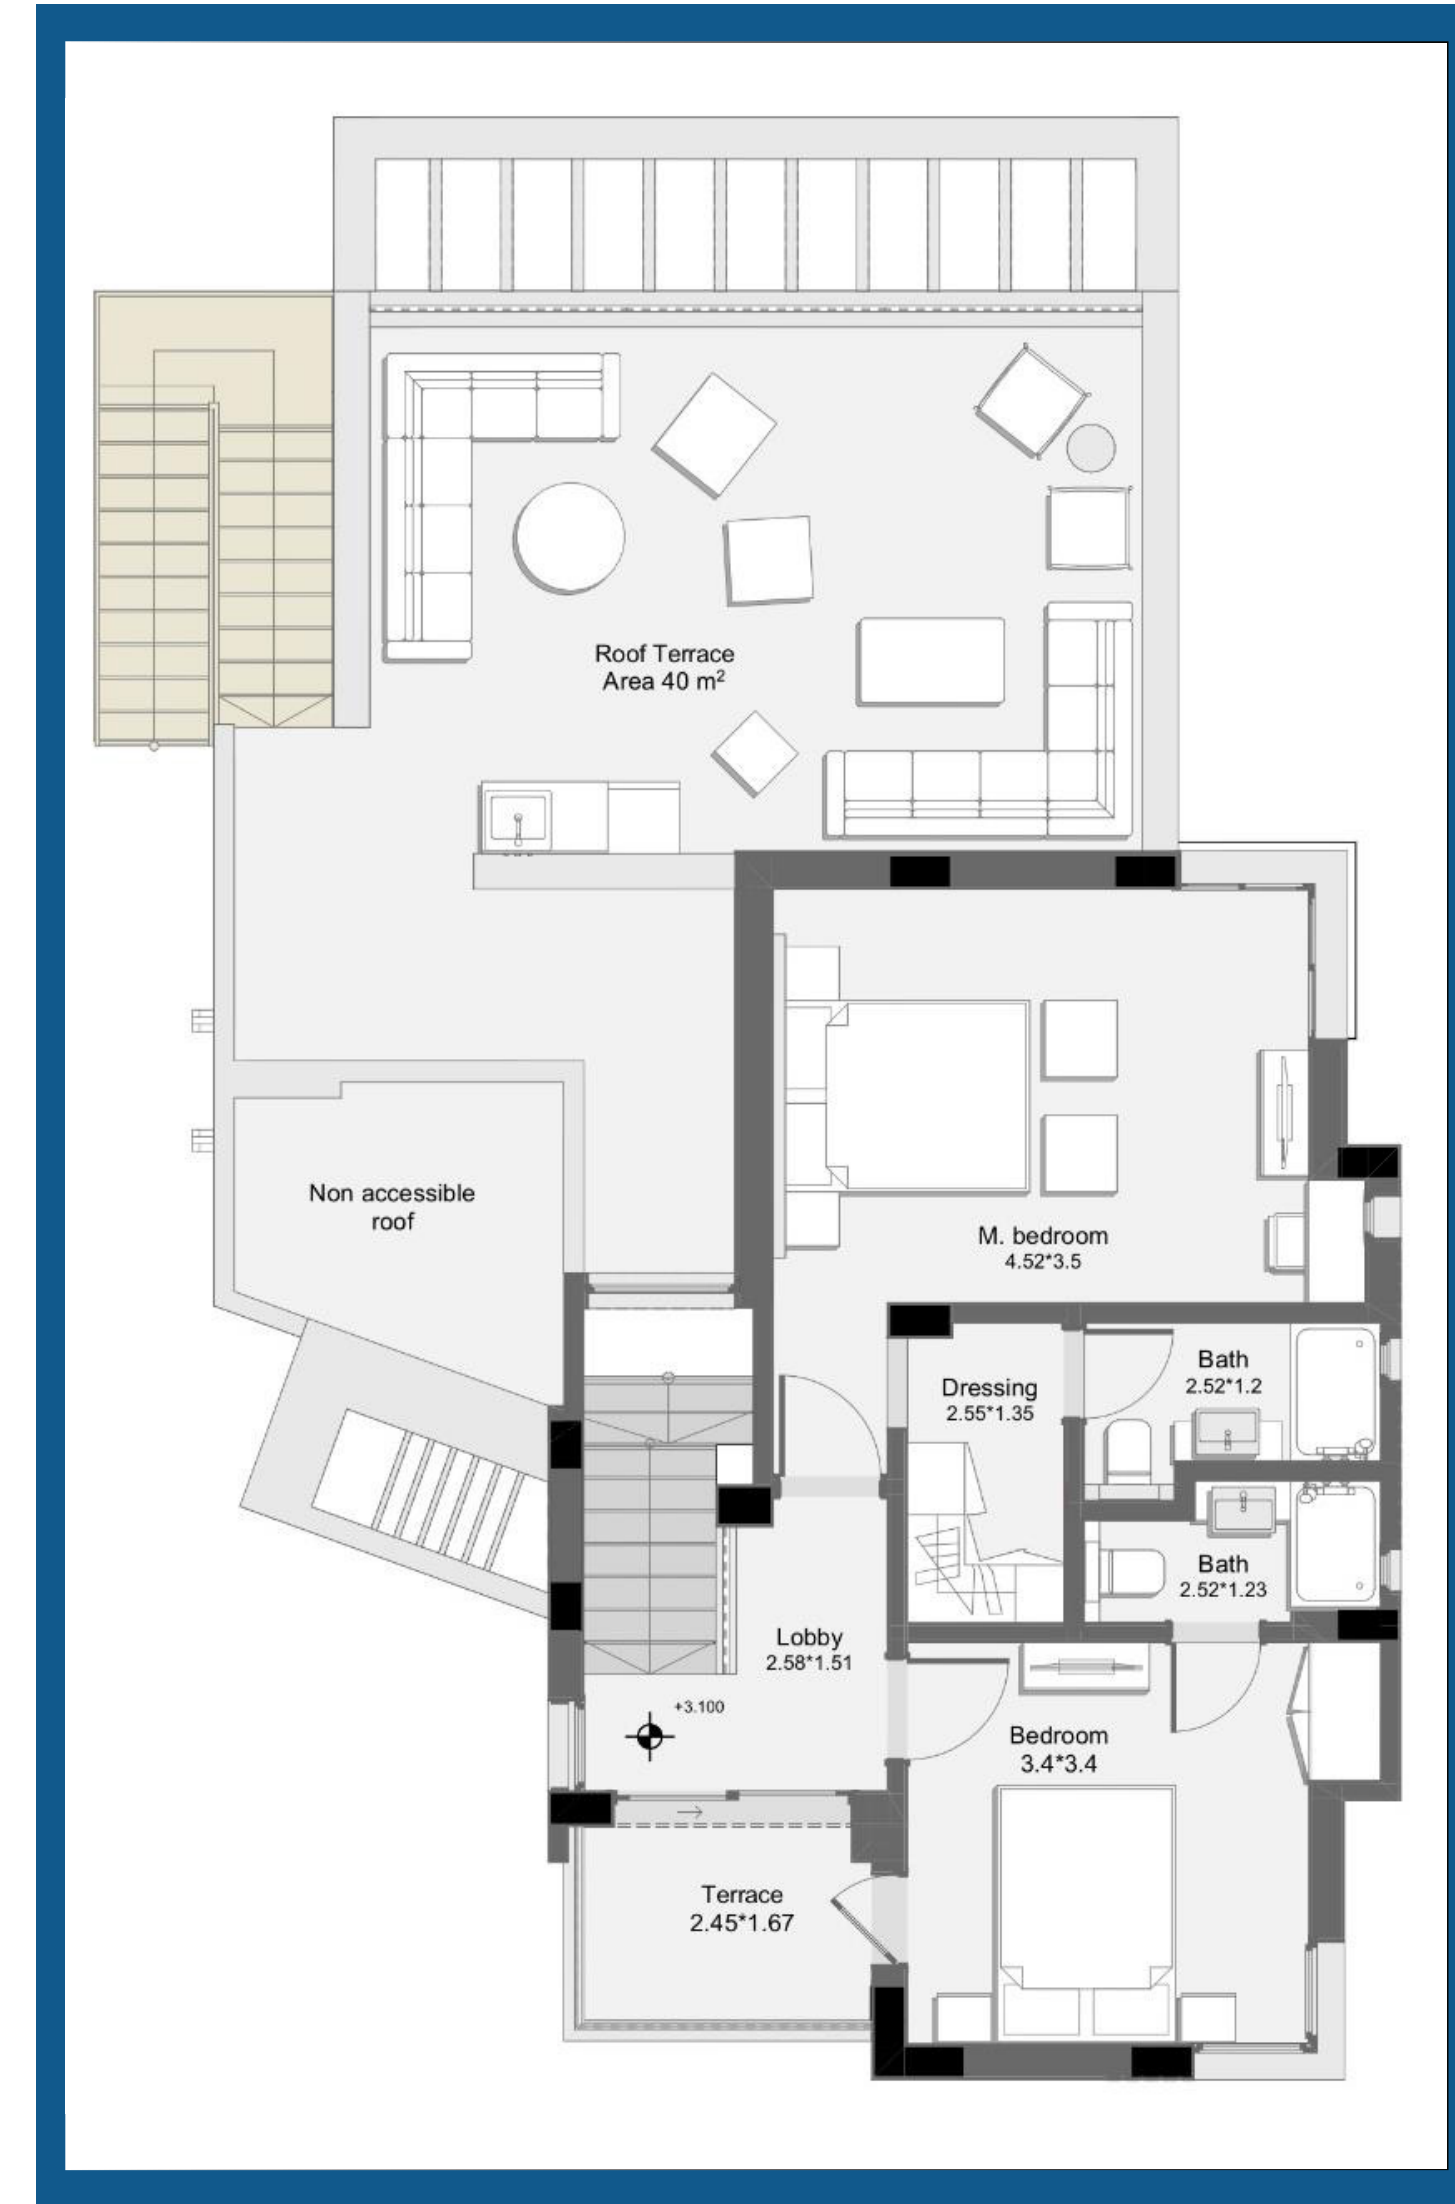 Roof Terrace
Area 40 m²
Non accessible
roof
M. bedroom
4.52*3.5
Bath
2.52*1.2
Dressing
2.55*1.35
Bath
2.52*1.23
Lobby
2.58*1.51
+3.100
Bedroom
3.4*3.4
Terrace
2.45*1.67